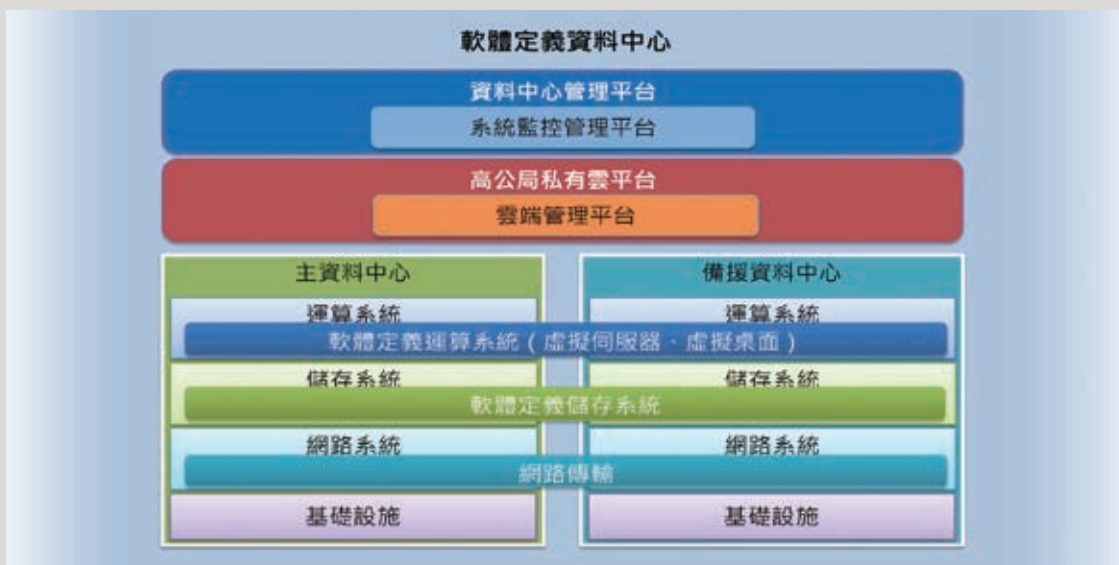 軟體定義資料中心
資料中心管理平台
系統監控管理平台
高公局私有雲平台
雲端管理平台
主資料中心
備援資料中心
運算系統
運算系統
軟體定義運算系統(虛擬伺服器、虛擬桌面)
儲存系統
儲存系統
軟體定義儲存系統
網路系統
網路系統
網路傳輸
基礎設施
基礎設施